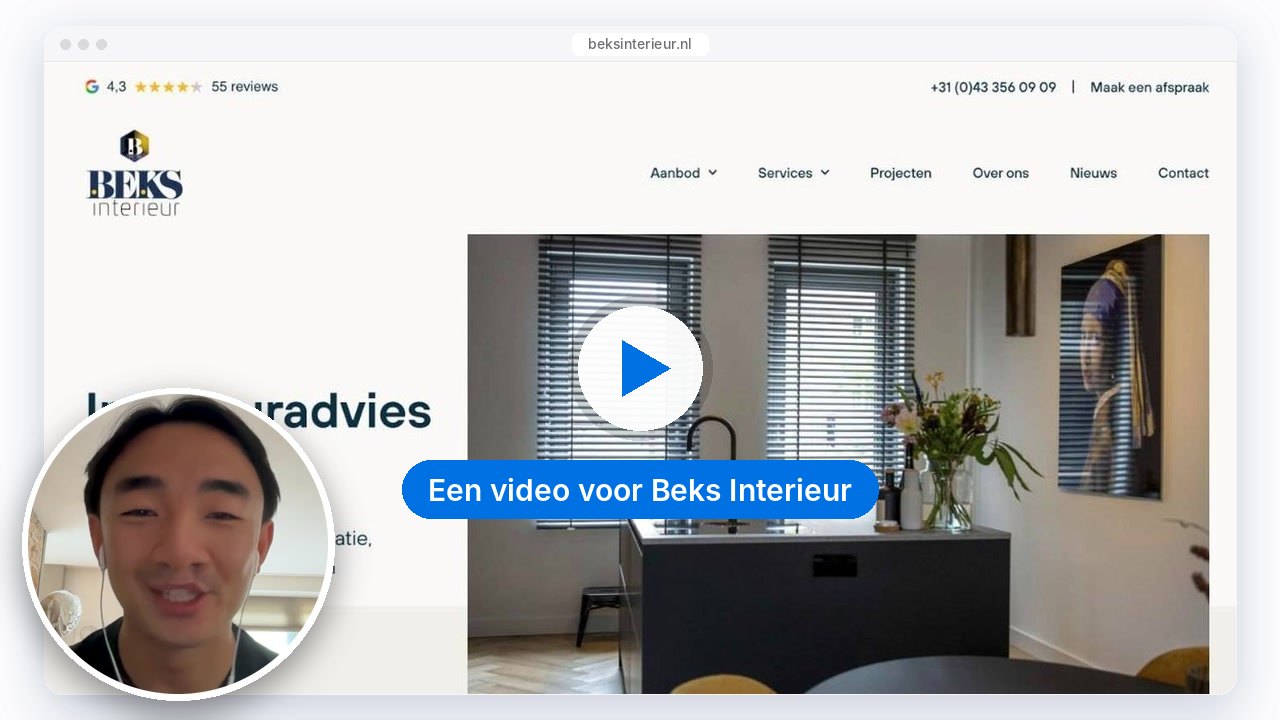 beksinterieur.nl
4,3 55 reviews
+31 (0)43 356 09 09 | Maak een afspraak
B
BEKS
interieur
Aanbod Services Projecten Over ons Nieuws Contact
Een video voor Beks Interieur